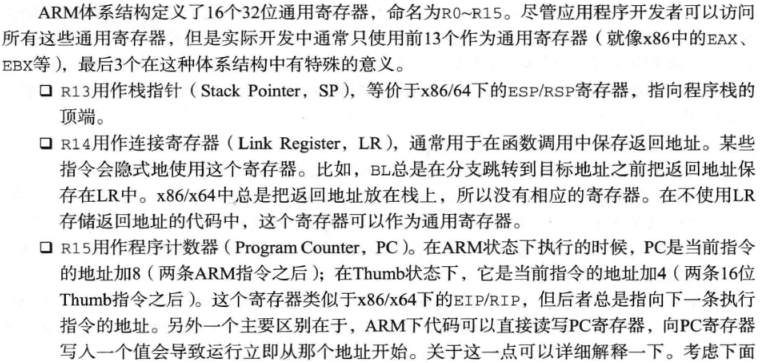 ARM体系结构定义了16个32位通用寄存器，命名为R0~R15。尽管应用程序开发者可以访问
所有这些通用寄存器，但是实际开发中通常只使用前13个作为通用寄存器（就像x86中的EAX、
EBX等），最后3个在这种体系结构中有特殊的意义。
❑ R13用作栈指针（Stack Pointer，SP），等价于x86/64下的ESP/RSP寄存器，指向程序栈的
顶端。
❑ R14用作连接寄存器（Link Register，LR），通常用于在函数调用中保存返回地址。某些
指令会隐式地使用这个寄存器。比如，BL总是在分支跳转到目标地址之前把返回地址保
存在LR中。x86/x64中总是把返回地址放在栈上，所以没有相应的寄存器。在不使用LR
存储返回地址的代码中，这个寄存器可以作为通用寄存器。
❑ R15用作程序计数器（Program Counter，PC）。在ARM状态下执行的时候，PC是当前指令
的地址加8（两条ARM指令之后）；在Thumb状态下，它是当前指令的地址加4（两条16位
Thumb指令之后）。这个寄存器类似于x86/x64下的EIP/RIP，但后者总是指向下一条执行
指令的地址。另外一个主要区别在于，ARM下代码可以直接读写PC寄存器，向PC寄存器
写入一个值会导致运行立即从那个地址开始。关于这一点可以详细解释一下。考虑下面